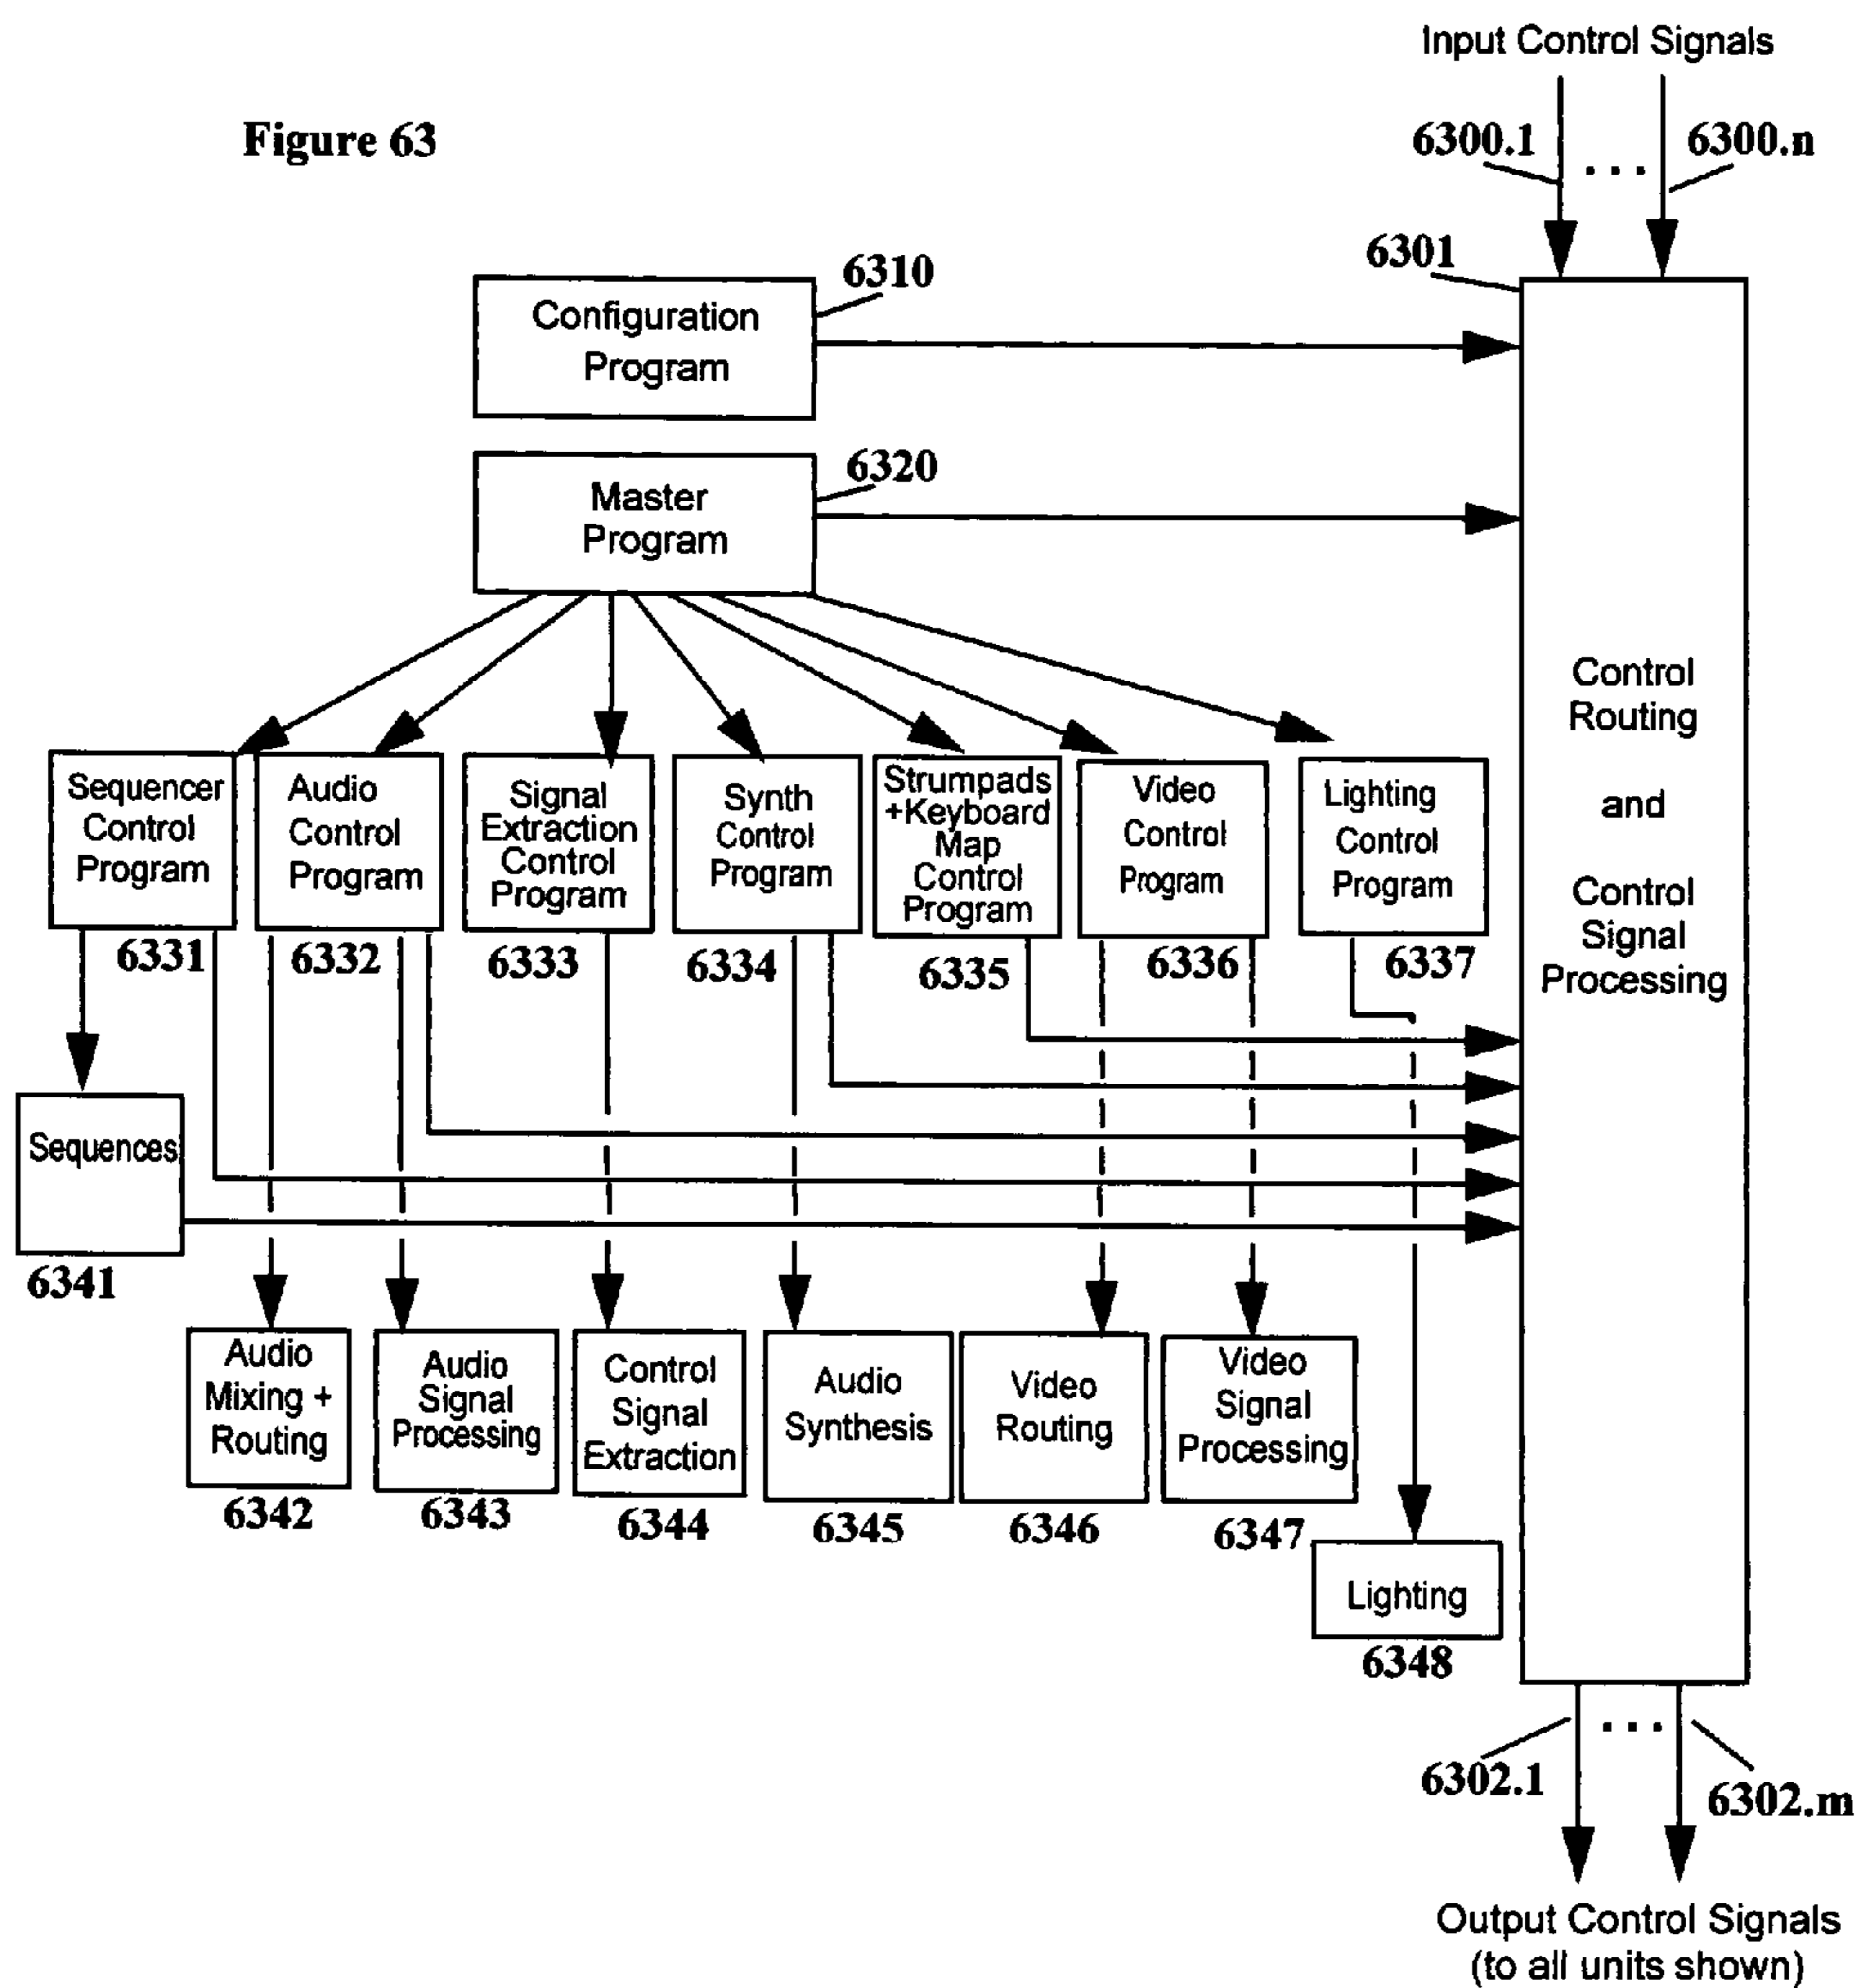 Input Control Signals
Figure 63
6300.1
...
6300.n
6301
6310
Configuration
Program
6320
Master
Program
Control
Routing
and
Control
Signal
Processing
Sequencer
Control
Program
Audio
Control
Program
Signal
Extraction
Control
Program
Synth
Control
Program
Strumpads
+Keyboard
Map
Control
Program
Video
Control
Program
Lighting
Control
Program
6331
6332
6333
6334
6335
6336
6337
Sequences
6341
Audio
Mixing +
Routing
Audio
Signal
Processing
Control
Signal
Extraction
Audio
Synthesis
Video
Routing
Video
Signal
Processing
6342
6343
6344
6345
6346
6347
Lighting
6348
6302.1
...
6302.m
Output Control Signals
(to all units shown)